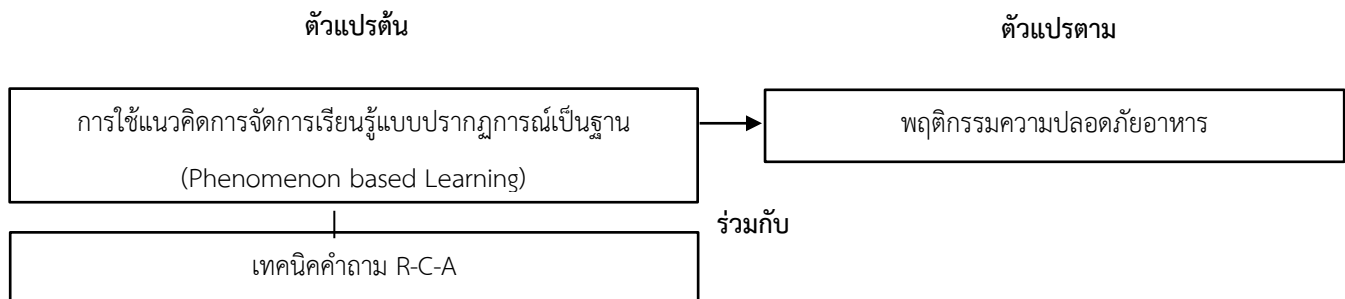 ตัวแปรต้น
ตัวแปรตาม
การใช้แนวคิดการจัดการเรียนรู้แบบปรากฏการณ์เป็นฐาน
(Phenomenon based Learning)
พฤติกรรมความปลอดภัยอาหาร
ร่วมกับ
เทคนิคคำถาม R-C-A